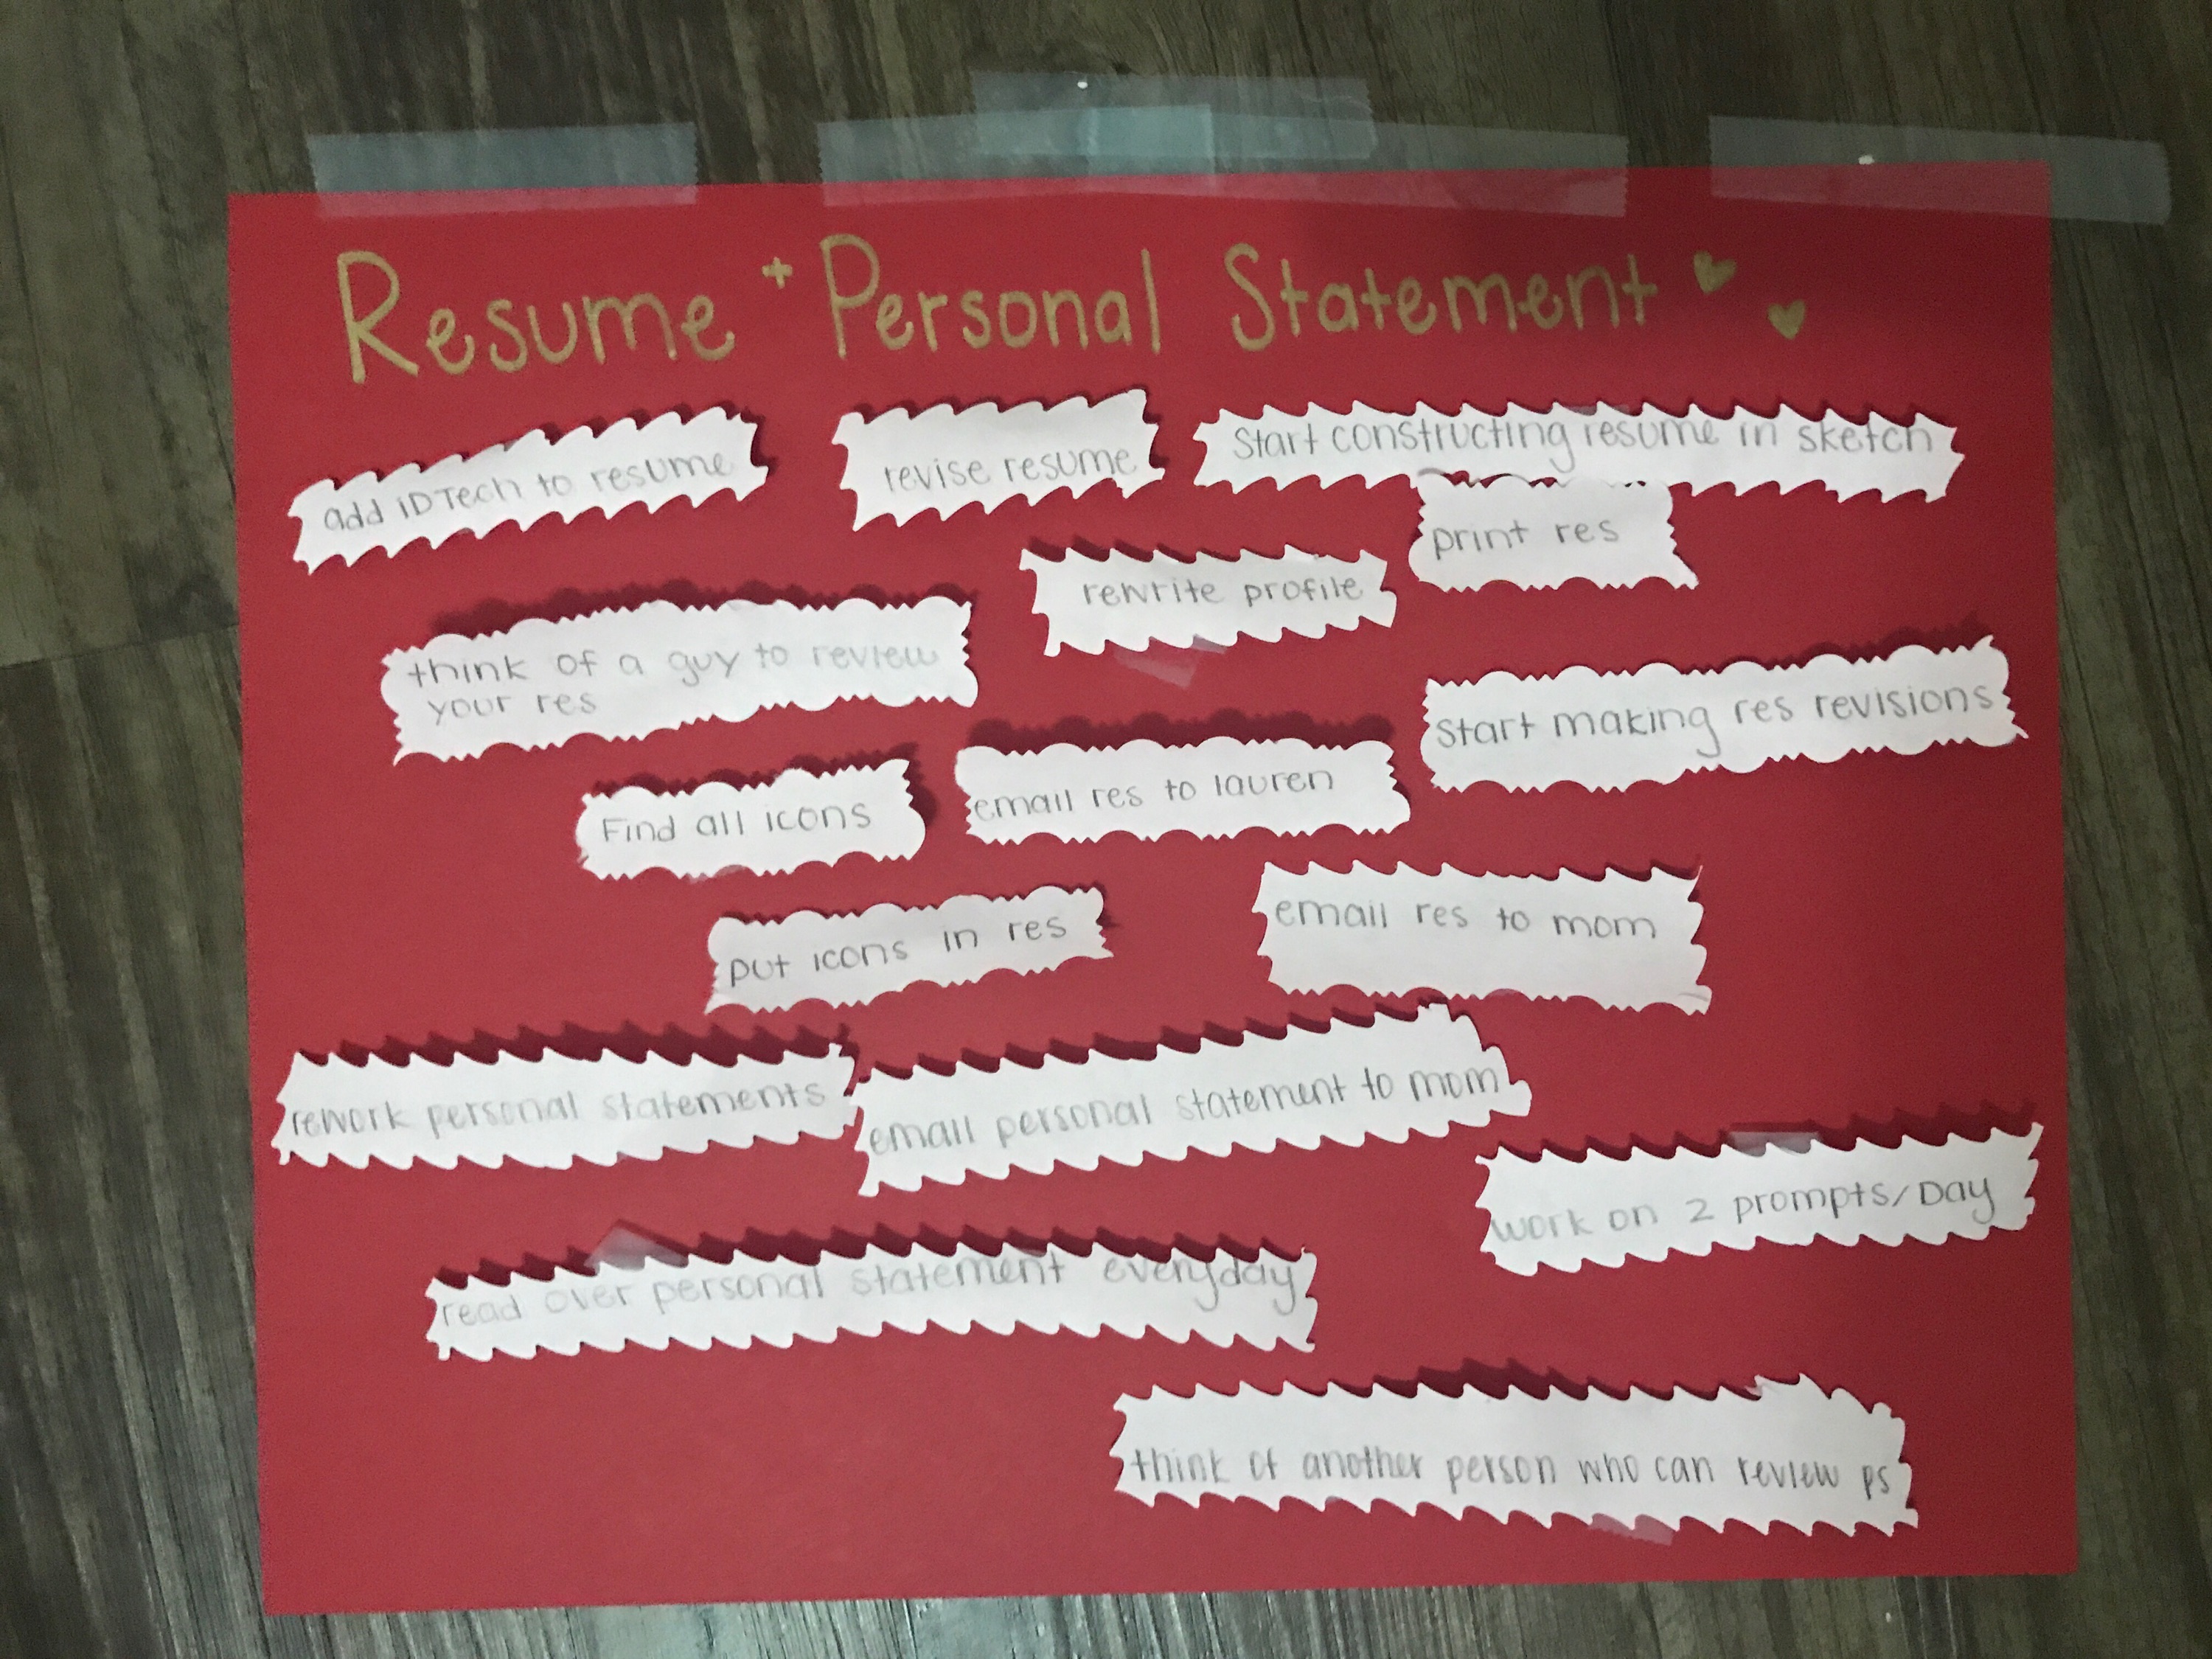 Resume + Personal Statement
add iDTech to resume
revise resume
Start constructing resume in sketch
print res
rewrite profile
think of a guy to review
your res
Start making res revisions
Find all icons
email res to lauren
put icons in res
email res to mom
rework personal statements
email personal statement to mom
work on 2 prompts/Day
read over personal statement everyday
think of another person who can review ps